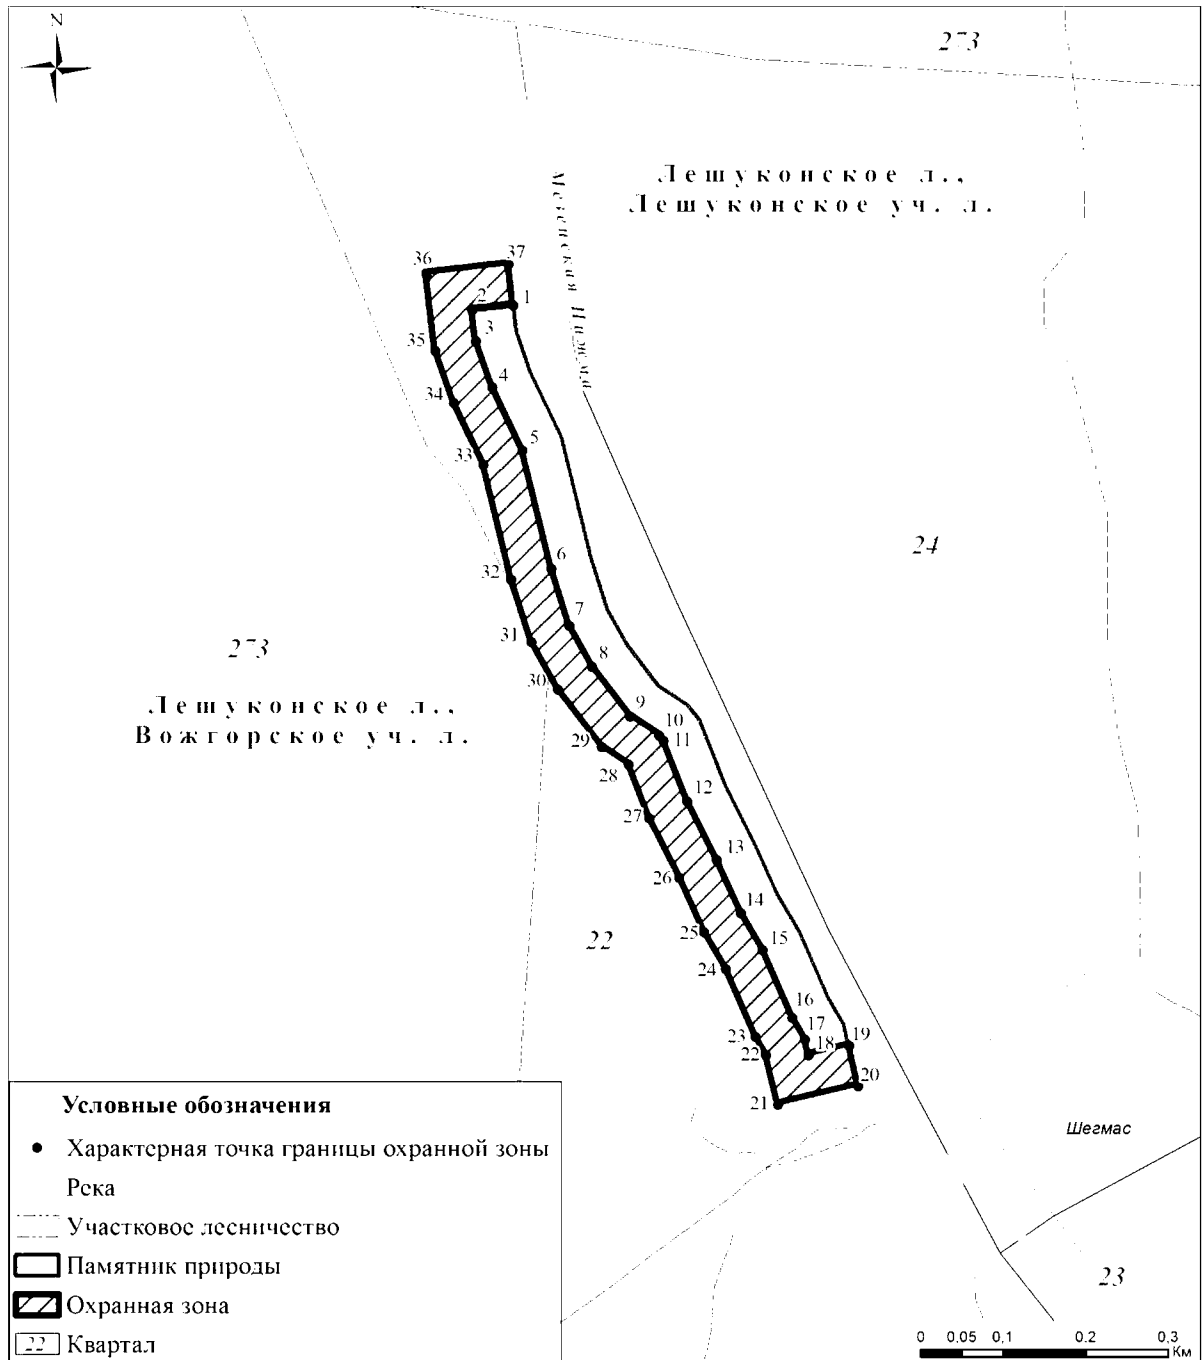 N
273
Лешуконское л.,
Лешуконское уч. л.
Мезенская Пижма
36
37
1
2
3
35
4
34
5
33
6
32
24
7
31
8
273
30
Лешуконское л.,
Вожгорское уч. л.
9
10
29
11
28
12
27
13
26
14
22
25
15
24
16
23
17
18
19
22
20
21
Условные обозначения
Характерная точка границы охранной зоны
Река
Участковое лесничество
Памятник природы
Охранная зона
22 Квартал
Шегмас
23
0 0,05 0,1 0,2 0,3
Км